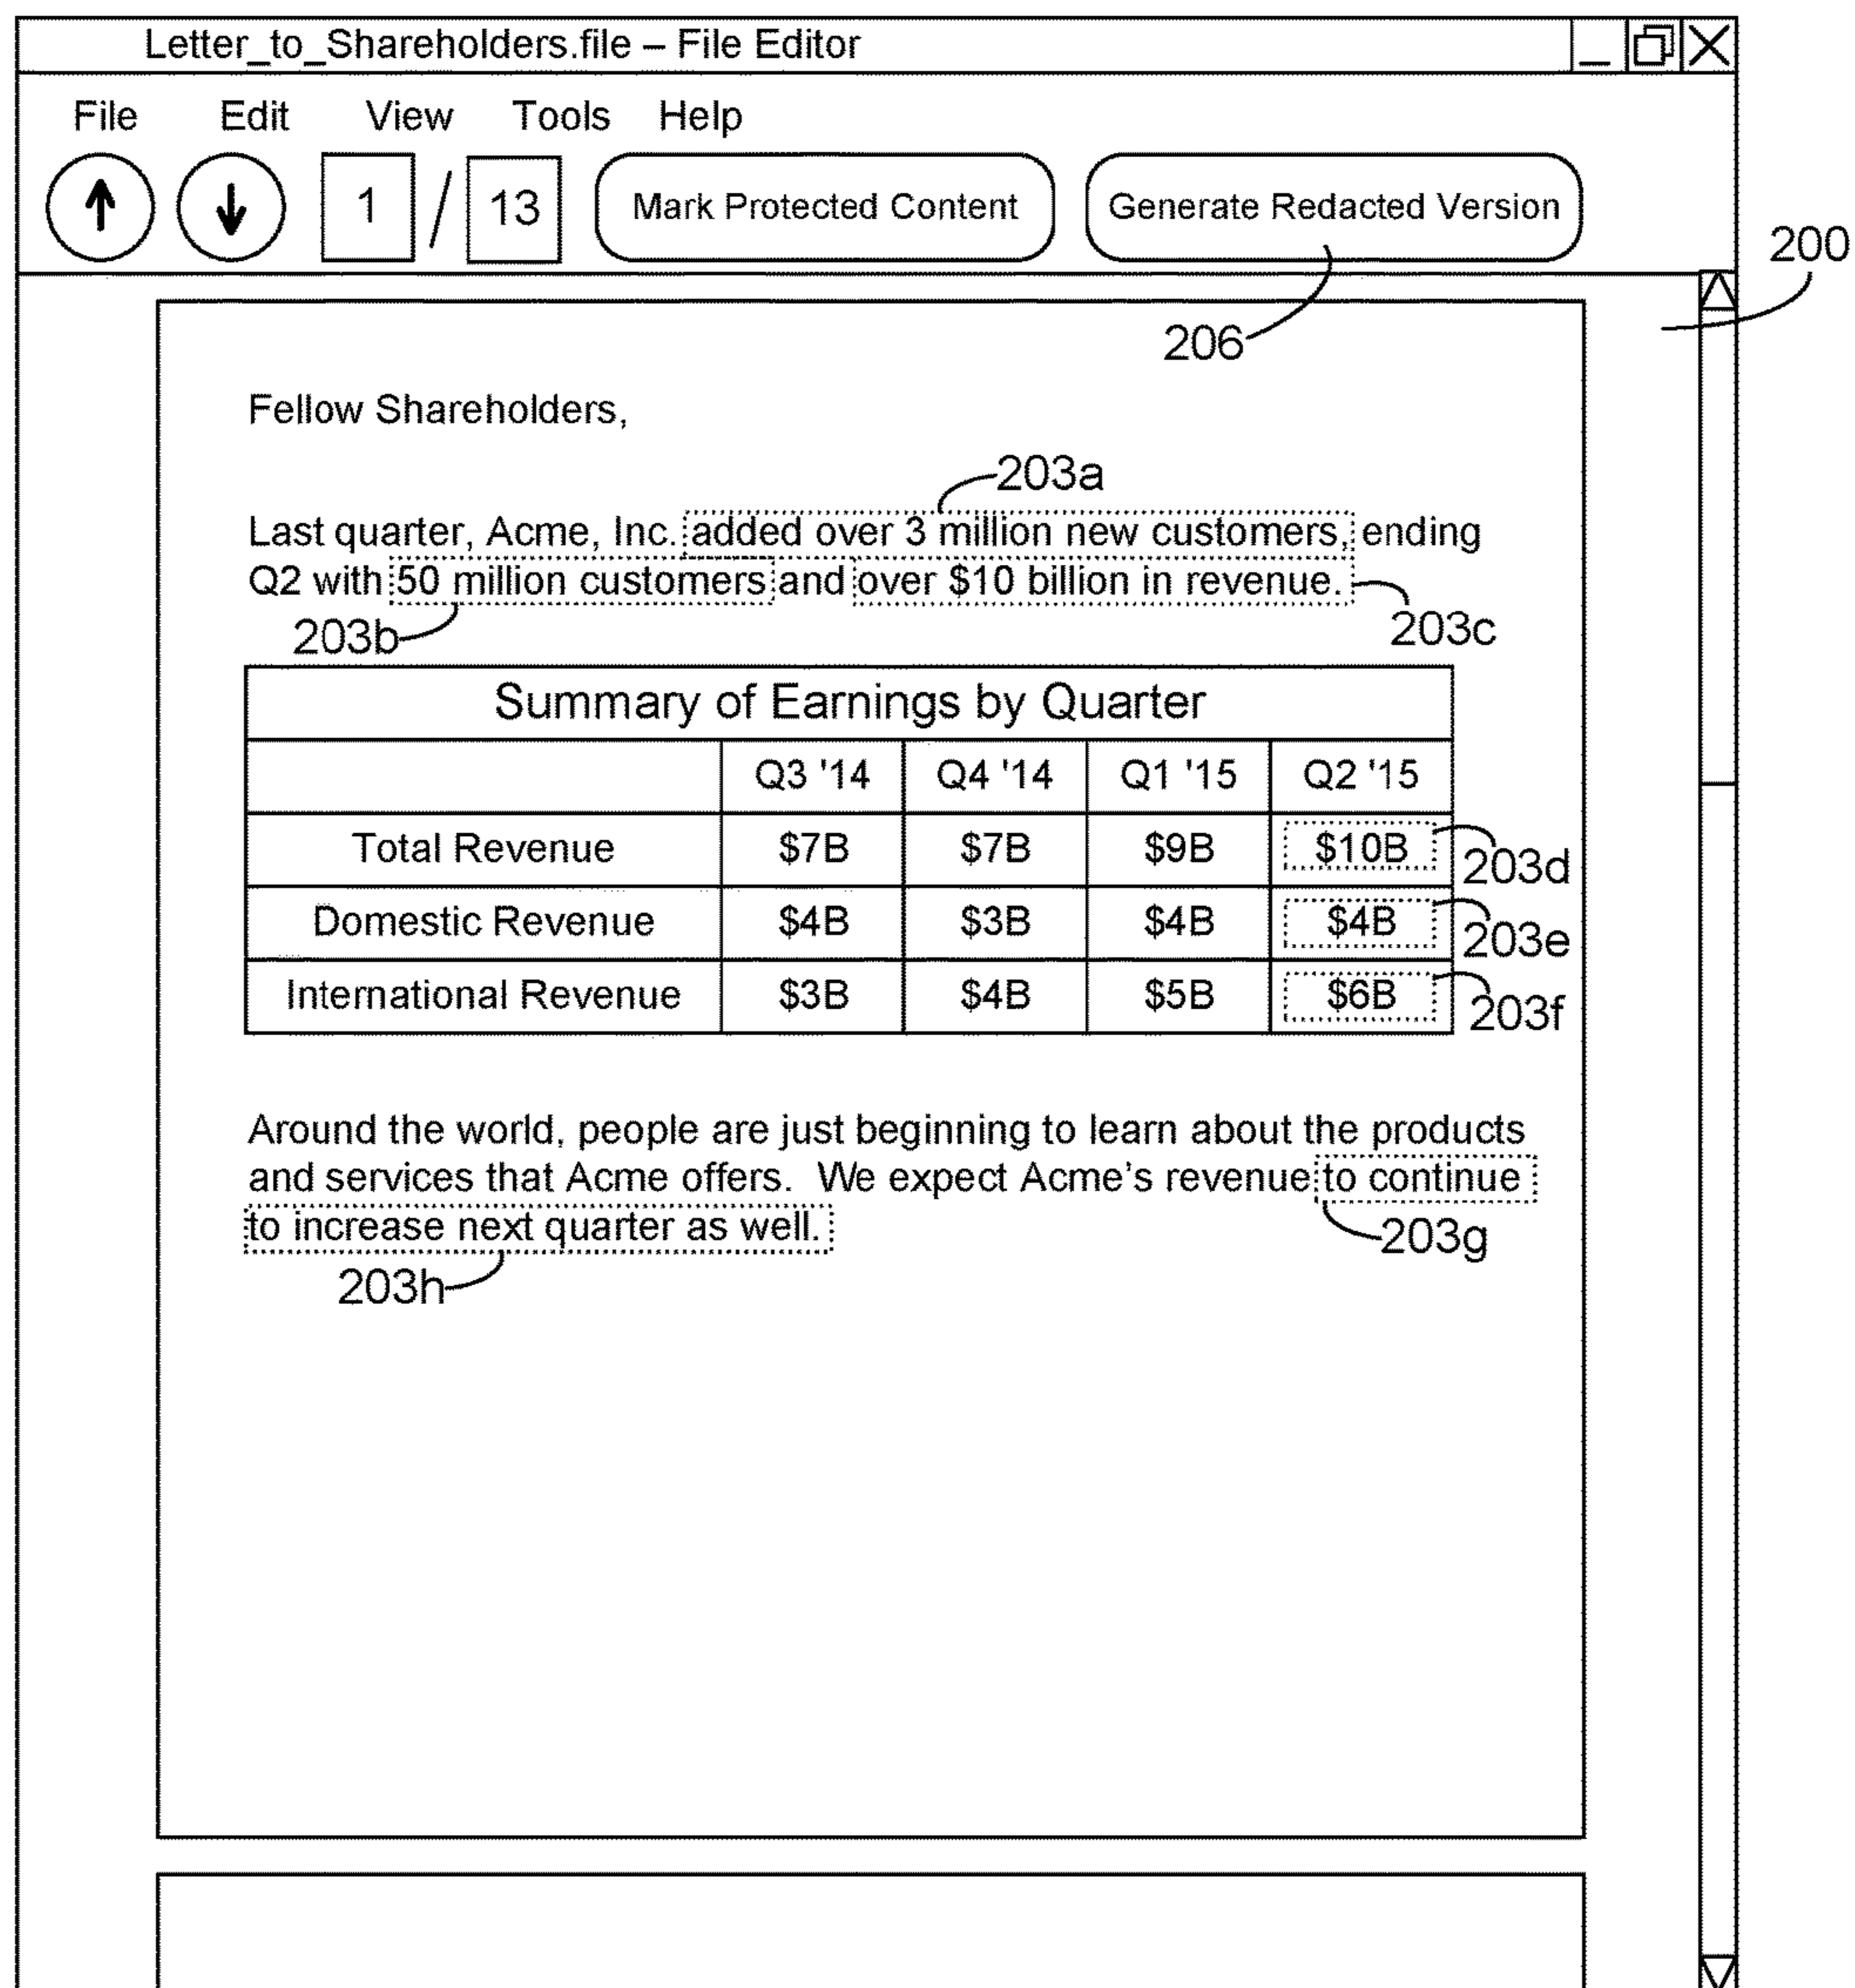 Letter_to_Shareholders.file – File Editor
File Edit View Tools Help
1 / 13 Mark Protected Content Generate Redacted Version
200
206
Fellow Shareholders,
203a
Last quarter, Acme, Inc. added over 3 million new customers, ending
Q2 with 50 million customers and over $10 billion in revenue.
203b 203c
Summary of Earnings by Quarter
Q3 '14 Q4 '14 Q1 '15 Q2 '15
Total Revenue $7B $7B $9B $10B 203d
Domestic Revenue $4B $3B $4B $4B 203e
International Revenue $3B $4B $5B $6B 203f
Around the world, people are just beginning to learn about the products
and services that Acme offers.  We expect Acme's revenue to continue
to increase next quarter as well.
203g
203h